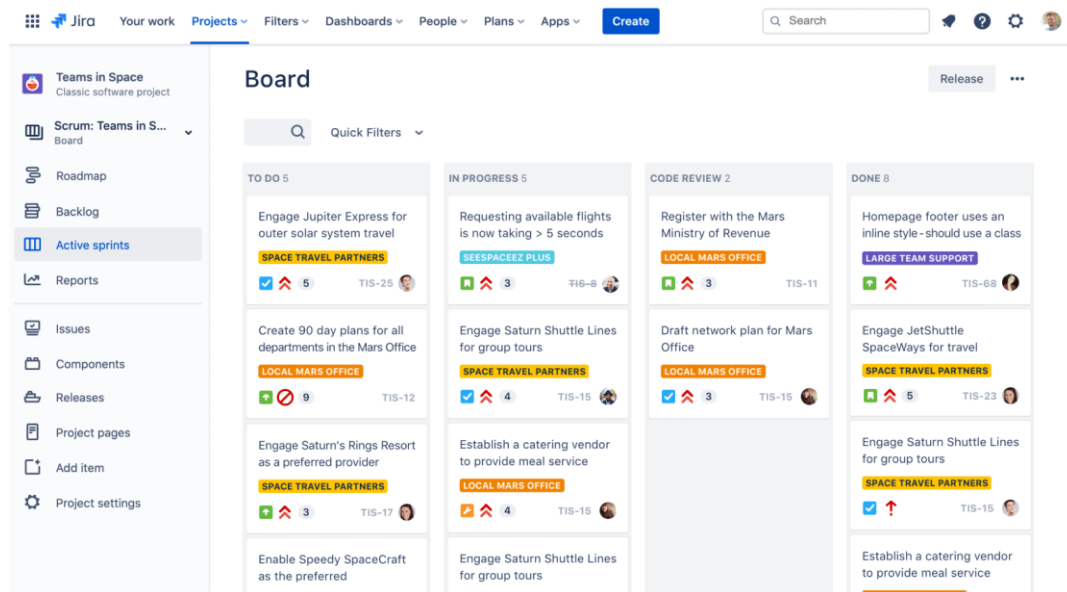 Jira
Your work
Projects
Filters
Dashboards
People
Plans
Apps
Create
Search
Teams in Space
Classic software project
Scrum: Teams in S...
Board
Roadmap
Backlog
Active sprints
Reports
Issues
Components
Releases
Project pages
Add item
Project settings
Board
Release
Quick Filters
TO DO 5
Engage Jupiter Express for
outer solar system travel
SPACE TRAVEL PARTNERS
5 TIS-25
Create 90 day plans for all
departments in the Mars Office
LOCAL MARS OFFICE
9 TIS-12
Engage Saturn's Rings Resort
as a preferred provider
SPACE TRAVEL PARTNERS
3 TIS-17
Enable Speedy SpaceCraft
as the preferred
IN PROGRESS 5
Requesting available flights
is now taking > 5 seconds
SEESPACEEZ PLUS
3 TIS-8
Engage Saturn Shuttle Lines
for group tours
SPACE TRAVEL PARTNERS
4 TIS-15
Establish a catering vendor
to provide meal service
LOCAL MARS OFFICE
4 TIS-15
Engage Saturn Shuttle Lines
for group tours
CODE REVIEW 2
Register with the Mars
Ministry of Revenue
LOCAL MARS OFFICE
3 TIS-11
Draft network plan for Mars
Office
LOCAL MARS OFFICE
3 TIS-15
DONE 8
Homepage footer uses an
inline style-should use a class
LARGE TEAM SUPPORT
TIS-68
Engage JetShuttle
SpaceWays for travel
SPACE TRAVEL PARTNERS
5 TIS-23
Engage Saturn Shuttle Lines
for group tours
SPACE TRAVEL PARTNERS
TIS-15
Establish a catering vendor
to provide meal service